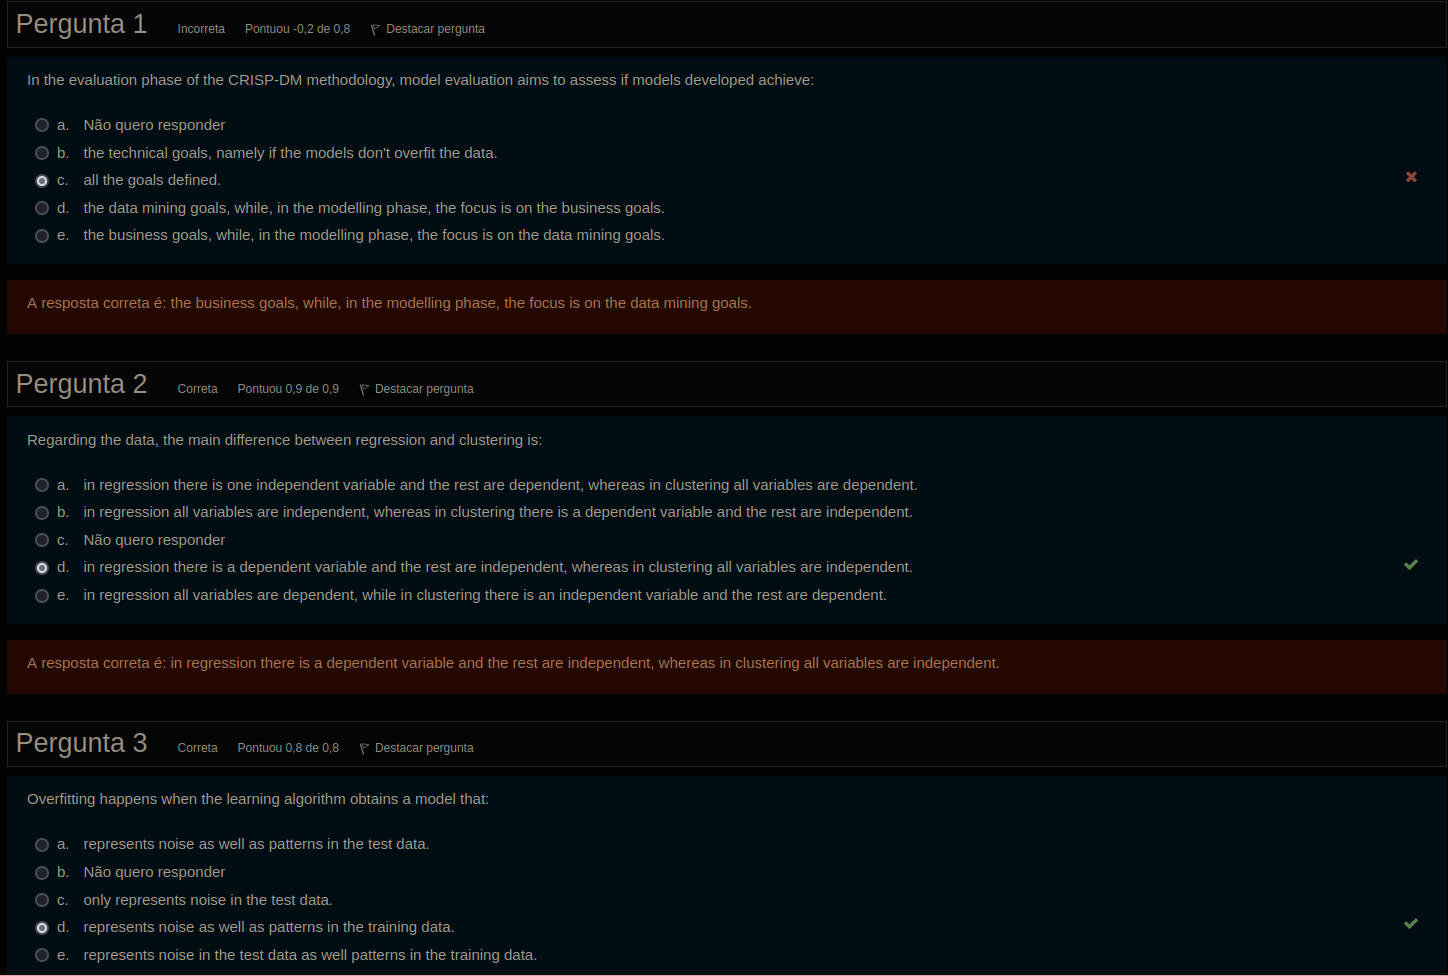 Pergunta 1 Incorreta Pontuou -0,2 de 0,8 Destacar pergunta
In the evaluation phase of the CRISP-DM methodology, model evaluation aims to assess if models developed achieve:
a. Não quero responder
b. the technical goals, namely if the models don't overfit the data.
c. all the goals defined.
d. the data mining goals, while, in the modelling phase, the focus is on the business goals.
e. the business goals, while, in the modelling phase, the focus is on the data mining goals.
A resposta correta é: the business goals, while, in the modelling phase, the focus is on the data mining goals.
Pergunta 2 Correta Pontuou 0,9 de 0,9 Destacar pergunta
Regarding the data, the main difference between regression and clustering is:
a. in regression there is one independent variable and the rest are dependent, whereas in clustering all variables are dependent.
b. in regression all variables are independent, whereas in clustering there is a dependent variable and the rest are independent.
c. Não quero responder
d. in regression there is a dependent variable and the rest are independent, whereas in clustering all variables are independent.
e. in regression all variables are dependent, while in clustering there is an independent variable and the rest are dependent.
A resposta correta é: in regression there is a dependent variable and the rest are independent, whereas in clustering all variables are independent.
Pergunta 3 Correta Pontuou 0,8 de 0,8 Destacar pergunta
Overfitting happens when the learning algorithm obtains a model that:
a. represents noise as well as patterns in the test data.
b. Não quero responder
c. only represents noise in the test data.
d. represents noise as well as patterns in the training data.
e. represents noise in the test data as well patterns in the training data.